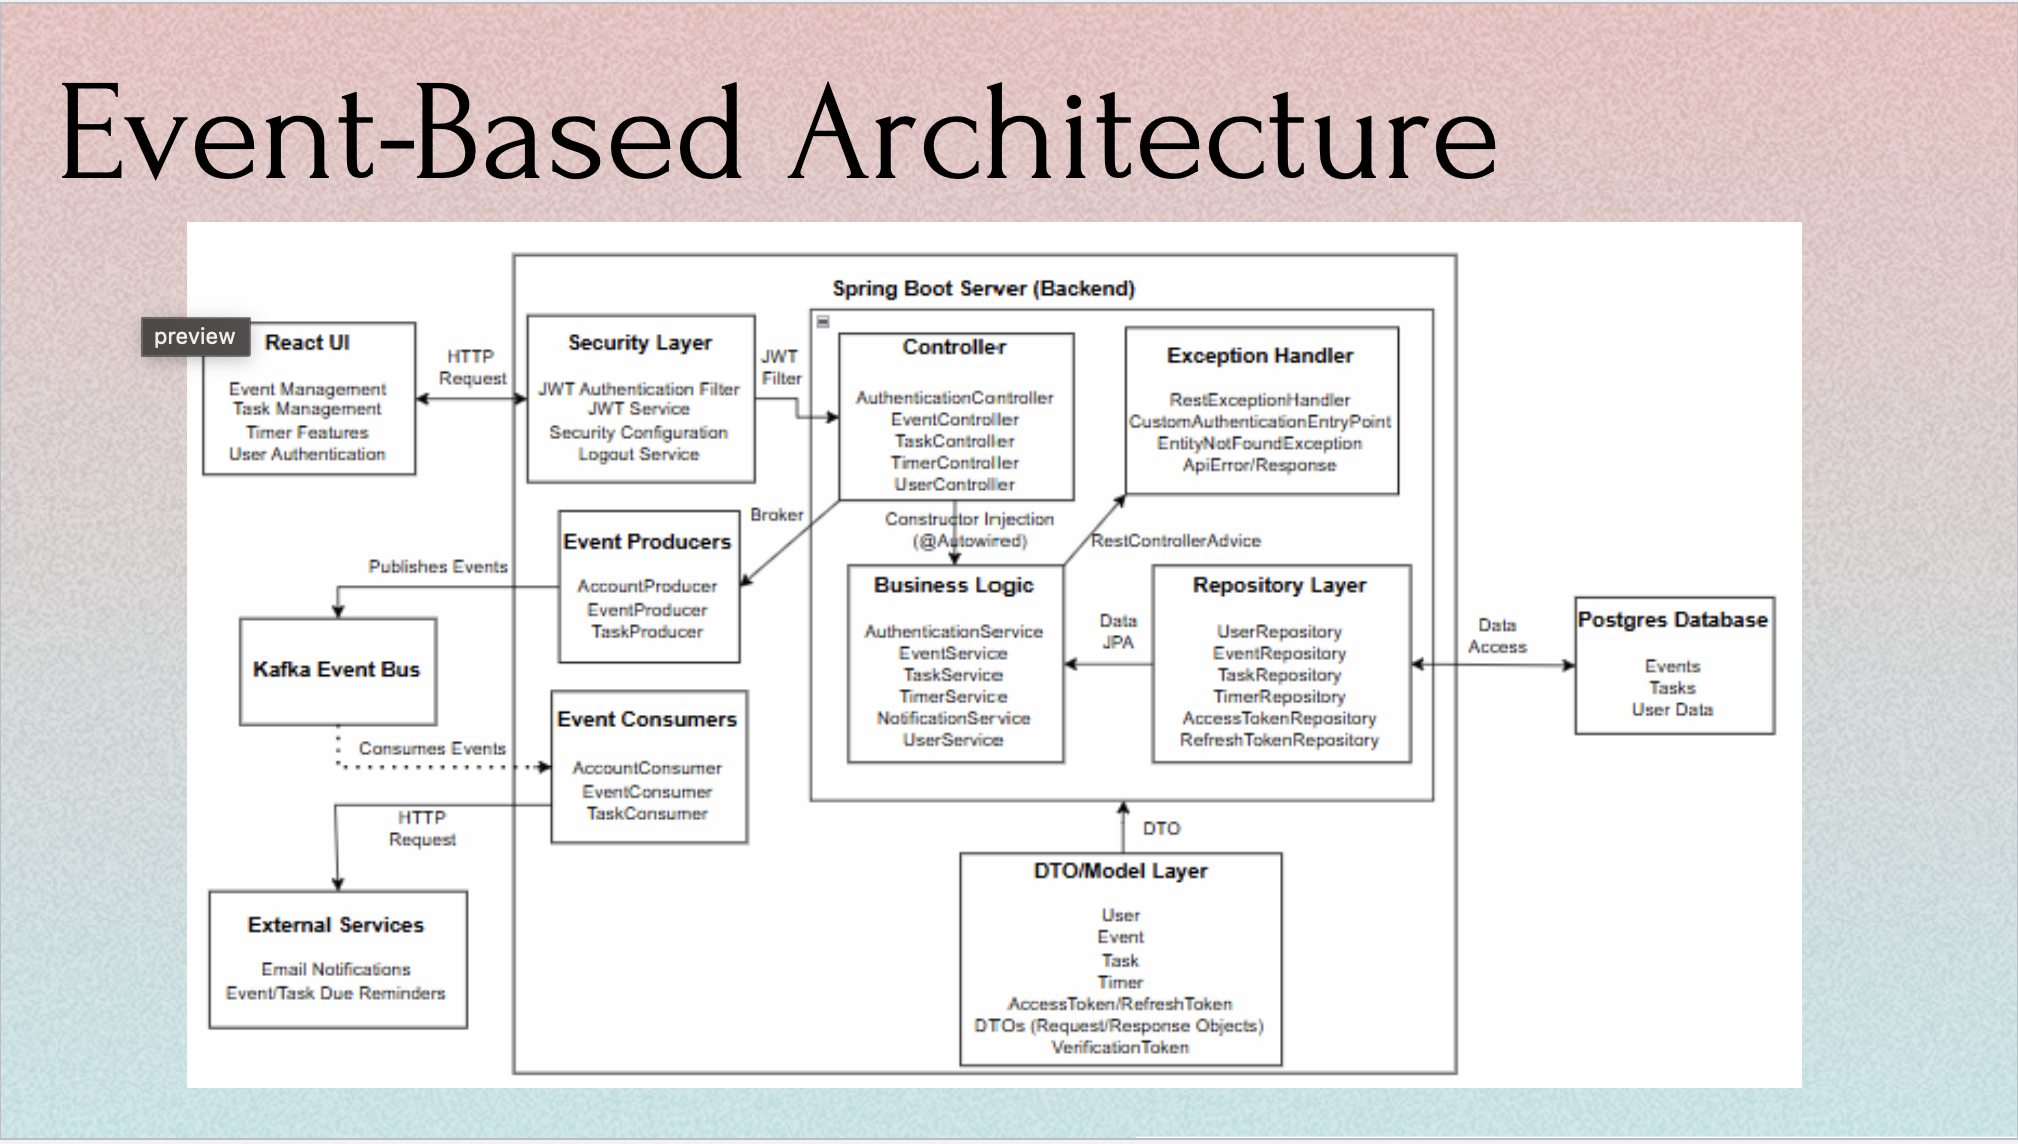 Event-Based Architecture
preview
Spring Boot Server (Backend)
React UI
Event Management
Task Management
Timer Features
User Authentication
HTTP
Request
Security Layer
JWT Authentication Filter
JWT Service
Security Configuration
Logout Service
JWT
Filter
Controller
AuthenticationController
EventController
TaskController
TimerController
UserController
Exception Handler
RestExceptionHandler
CustomAuthenticationEntryPoint
EntityNotFoundException
ApiError/Response
Broker
Constructor Injection
(@Autowired)
RestControllerAdvice
Event Producers
AccountProducer
EventProducer
TaskProducer
Publishes Events
Kafka Event Bus
Consumes Events
Event Consumers
AccountConsumer
EventConsumer
TaskConsumer
HTTP
Request
External Services
Email Notifications
Event/Task Due Reminders
Business Logic
AuthenticationService
EventService
TaskService
TimerService
NotificationService
UserService
Data
JPA
Repository Layer
UserRepository
EventRepository
TaskRepository
TimerRepository
AccessTokenRepository
RefreshTokenRepository
Data
Access
Postgres Database
Events
Tasks
User Data
DTO
DTO/Model Layer
User
Event
Task
Timer
AccessToken/RefreshToken
DTOs (Request/Response Objects)
VerificationToken